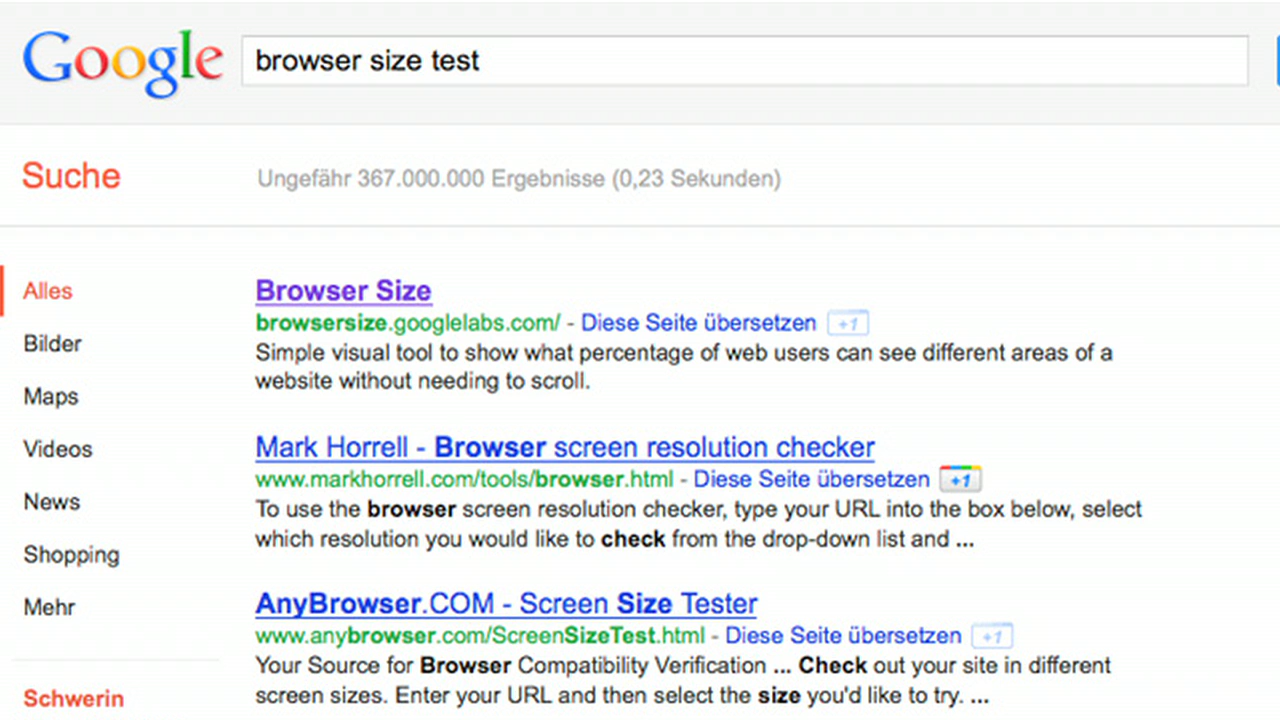 Google browser size test
Suche Ungefähr 367.000.000 Ergebnisse (0,23 Sekunden)
Alles
Bilder
Maps
Videos
News
Shopping
Mehr
Schwerin
Browser Size
browsersize.googlelabs.com/ - Diese Seite übersetzen +1
Simple visual tool to show what percentage of web users can see different areas of a
website without needing to scroll.
Mark Horrell - Browser screen resolution checker
www.markhorrell.com/tools/browser.html - Diese Seite übersetzen +1
To use the browser screen resolution checker, type your URL into the box below, select
which resolution you would like to check from the drop-down list and ...
AnyBrowser.COM - Screen Size Tester
www.anybrowser.com/ScreenSizeTest.html - Diese Seite übersetzen +1
Your Source for Browser Compatibility Verification ... Check out your site in different
screen sizes. Enter your URL and then select the size you'd like to try. ...